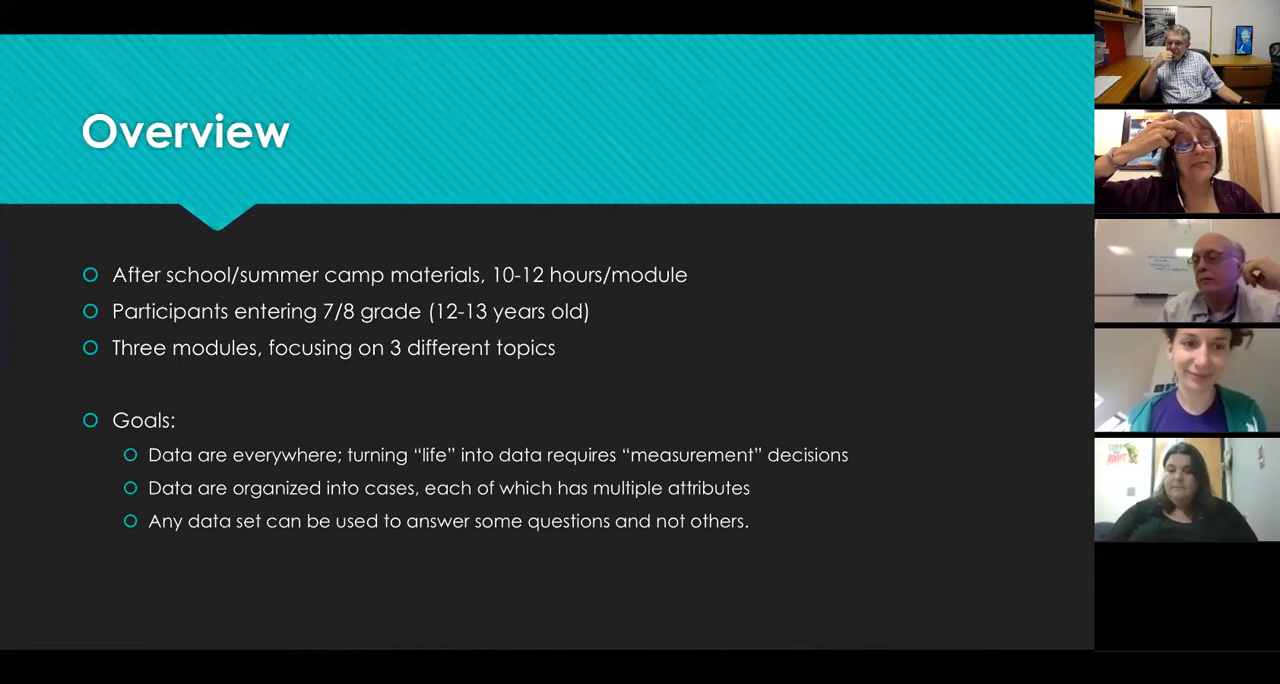 Overview
After school/summer camp materials, 10-12 hours/module
Participants entering 7/8 grade (12-13 years old)
Three modules, focusing on 3 different topics
Goals:
Data are everywhere; turning “life” into data requires “measurement” decisions
Data are organized into cases, each of which has multiple attributes
Any data set can be used to answer some questions and not others.